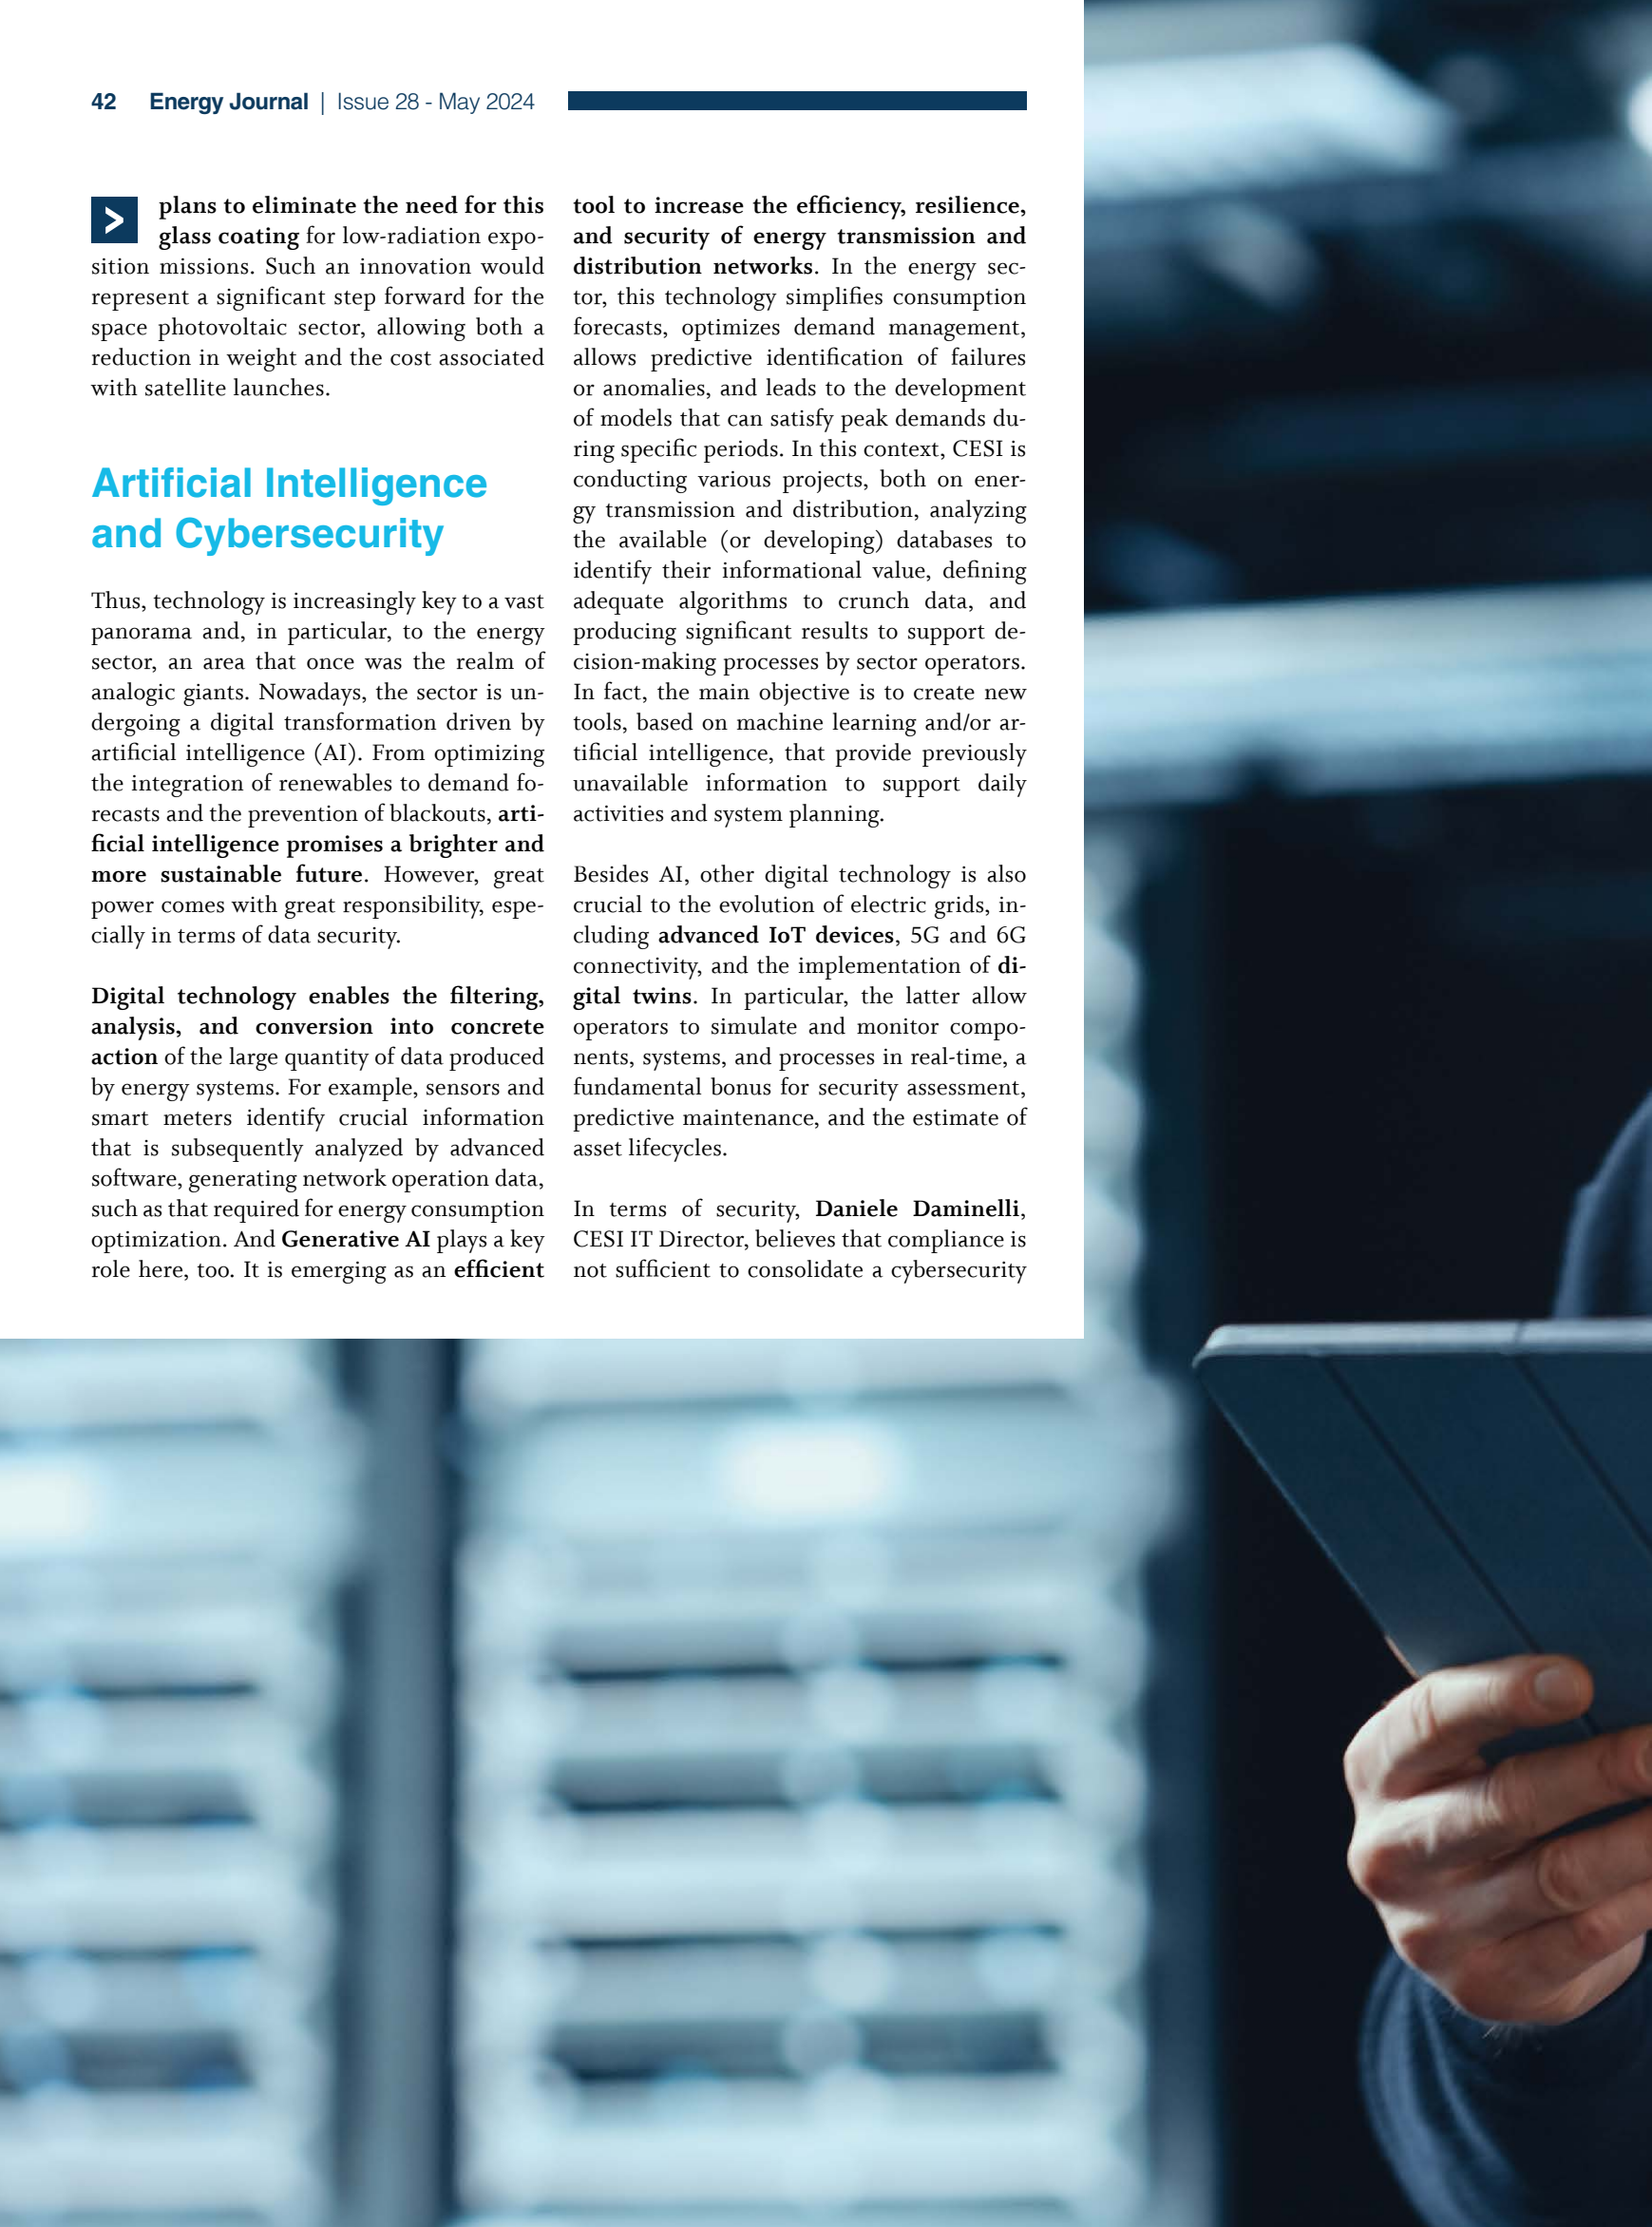 42 Energy Journal | Issue 28 - May 2024
> plans to eliminate the need for this
glass coating for low-radiation expo-
sition missions. Such an innovation would
represent a significant step forward for the
space photovoltaic sector, allowing both a
reduction in weight and the cost associated
with satellite launches.
Artificial Intelligence
and Cybersecurity
Thus, technology is increasingly key to a vast
panorama and, in particular, to the energy
sector, an area that once was the realm of
analogic giants. Nowadays, the sector is un-
dergoing a digital transformation driven by
artificial intelligence (AI). From optimizing
the integration of renewables to demand fo-
recasts and the prevention of blackouts, arti-
ficial intelligence promises a brighter and
more sustainable future. However, great
power comes with great responsibility, espe-
cially in terms of data security.
Digital technology enables the filtering,
analysis, and conversion into concrete
action of the large quantity of data produced
by energy systems. For example, sensors and
smart meters identify crucial information
that is subsequently analyzed by advanced
software, generating network operation data,
such as that required for energy consumption
optimization. And Generative AI plays a key
role here, too. It is emerging as an efficient
tool to increase the efficiency, resilience,
and security of energy transmission and
distribution networks. In the energy sec-
tor, this technology simplifies consumption
forecasts, optimizes demand management,
allows predictive identification of failures
or anomalies, and leads to the development
of models that can satisfy peak demands du-
ring specific periods. In this context, CESI is
conducting various projects, both on ener-
gy transmission and distribution, analyzing
the available (or developing) databases to
identify their informational value, defining
adequate algorithms to crunch data, and
producing significant results to support de-
cision-making processes by sector operators.
In fact, the main objective is to create new
tools, based on machine learning and/or ar-
tificial intelligence, that provide previously
unavailable information to support daily
activities and system planning.
Besides AI, other digital technology is also
crucial to the evolution of electric grids, in-
cluding advanced IoT devices, 5G and 6G
connectivity, and the implementation of di-
gital twins. In particular, the latter allow
operators to simulate and monitor compo-
nents, systems, and processes in real-time, a
fundamental bonus for security assessment,
predictive maintenance, and the estimate of
asset lifecycles.
In terms of security, Daniele Daminelli,
CESI IT Director, believes that compliance is
not sufficient to consolidate a cybersecurity